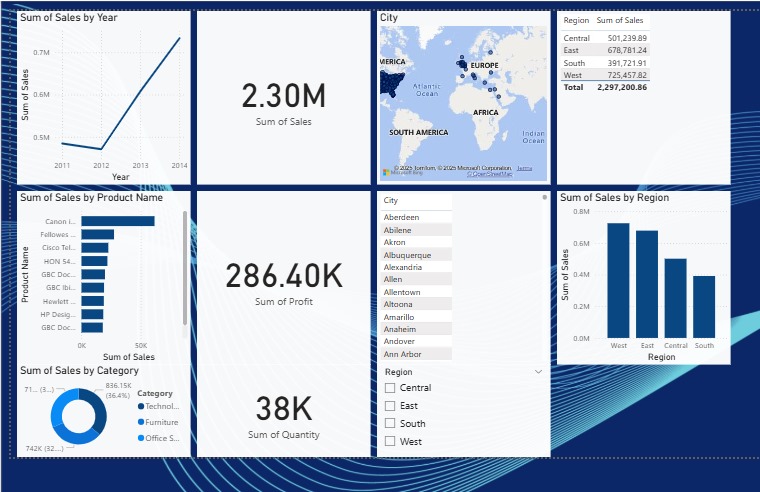 Sum of Sales by Year
0.7M
0.6M
0.5M
Sum of Sales
2011 2012 2013 2014
Year
2.30M
Sum of Sales
City
MERICA
EUROPE
Atlantic
Ocean
AFRICA
SOUTH AMERICA
Indian
Ocean
© 2025 TomTom, © 2025 Microsoft Corporation, Terms
© OpenStreetMap
Microsoft Bing
Region Sum of Sales
Central 501,239.89
East 678,781.24
South 391,721.91
West 725,457.82
Total 2,297,200.86
Sum of Sales by Product Name
Product Name
Canon i...
Fellowes ...
Cisco Tel...
HON 54...
GBC Doc...
GBC Ibi...
Hewlett ...
HP Desig...
GBC Doc...
0K 50K
Sum of Sales
286.40K
Sum of Profit
City
Aberdeen
Abilene
Akron
Albuquerque
Alexandria
Allen
Allentown
Altoona
Amarillo
Anaheim
Andover
Ann Arbor
Sum of Sales by Region
0.8M
0.6M
0.4M
0.2M
0.0M
Sum of Sales
West East Central South
Region
Sum of Sales by Category
71... (3...)
836.15K
(36.4%)
742K (32....)
Category
Technol...
Furniture
Office S...
38K
Sum of Quantity
Region
Central
East
South
West